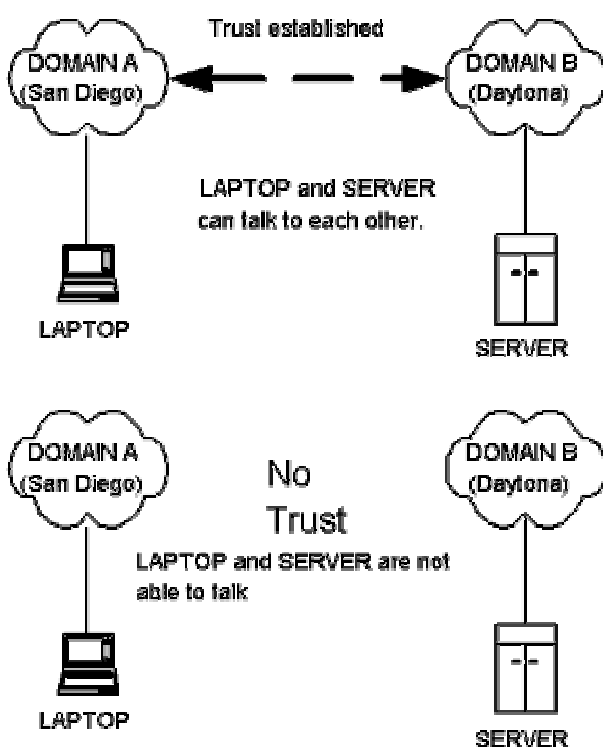 Trust established
DOMAIN A
(San Diego)
DOMAIN B
(Daytona)
LAPTOP and SERVER
can talk to each other.
LAPTOP
SERVER
DOMAIN A
(San Diego)
DOMAIN B
(Daytona)
No
Trust
LAPTOP and SERVER are not
able to talk
LAPTOP
SERVER